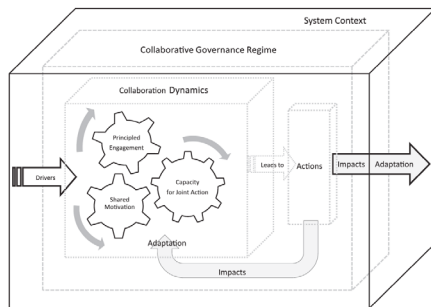 System Context
Collaborative Governance Regime
Collaboration Dynamics
Principled
Engagement
Drivers
Leads to
Actions
Impacts
Adaptation
Capacity
for Joint Action
Shared
Motivation
Adaptation
Impacts